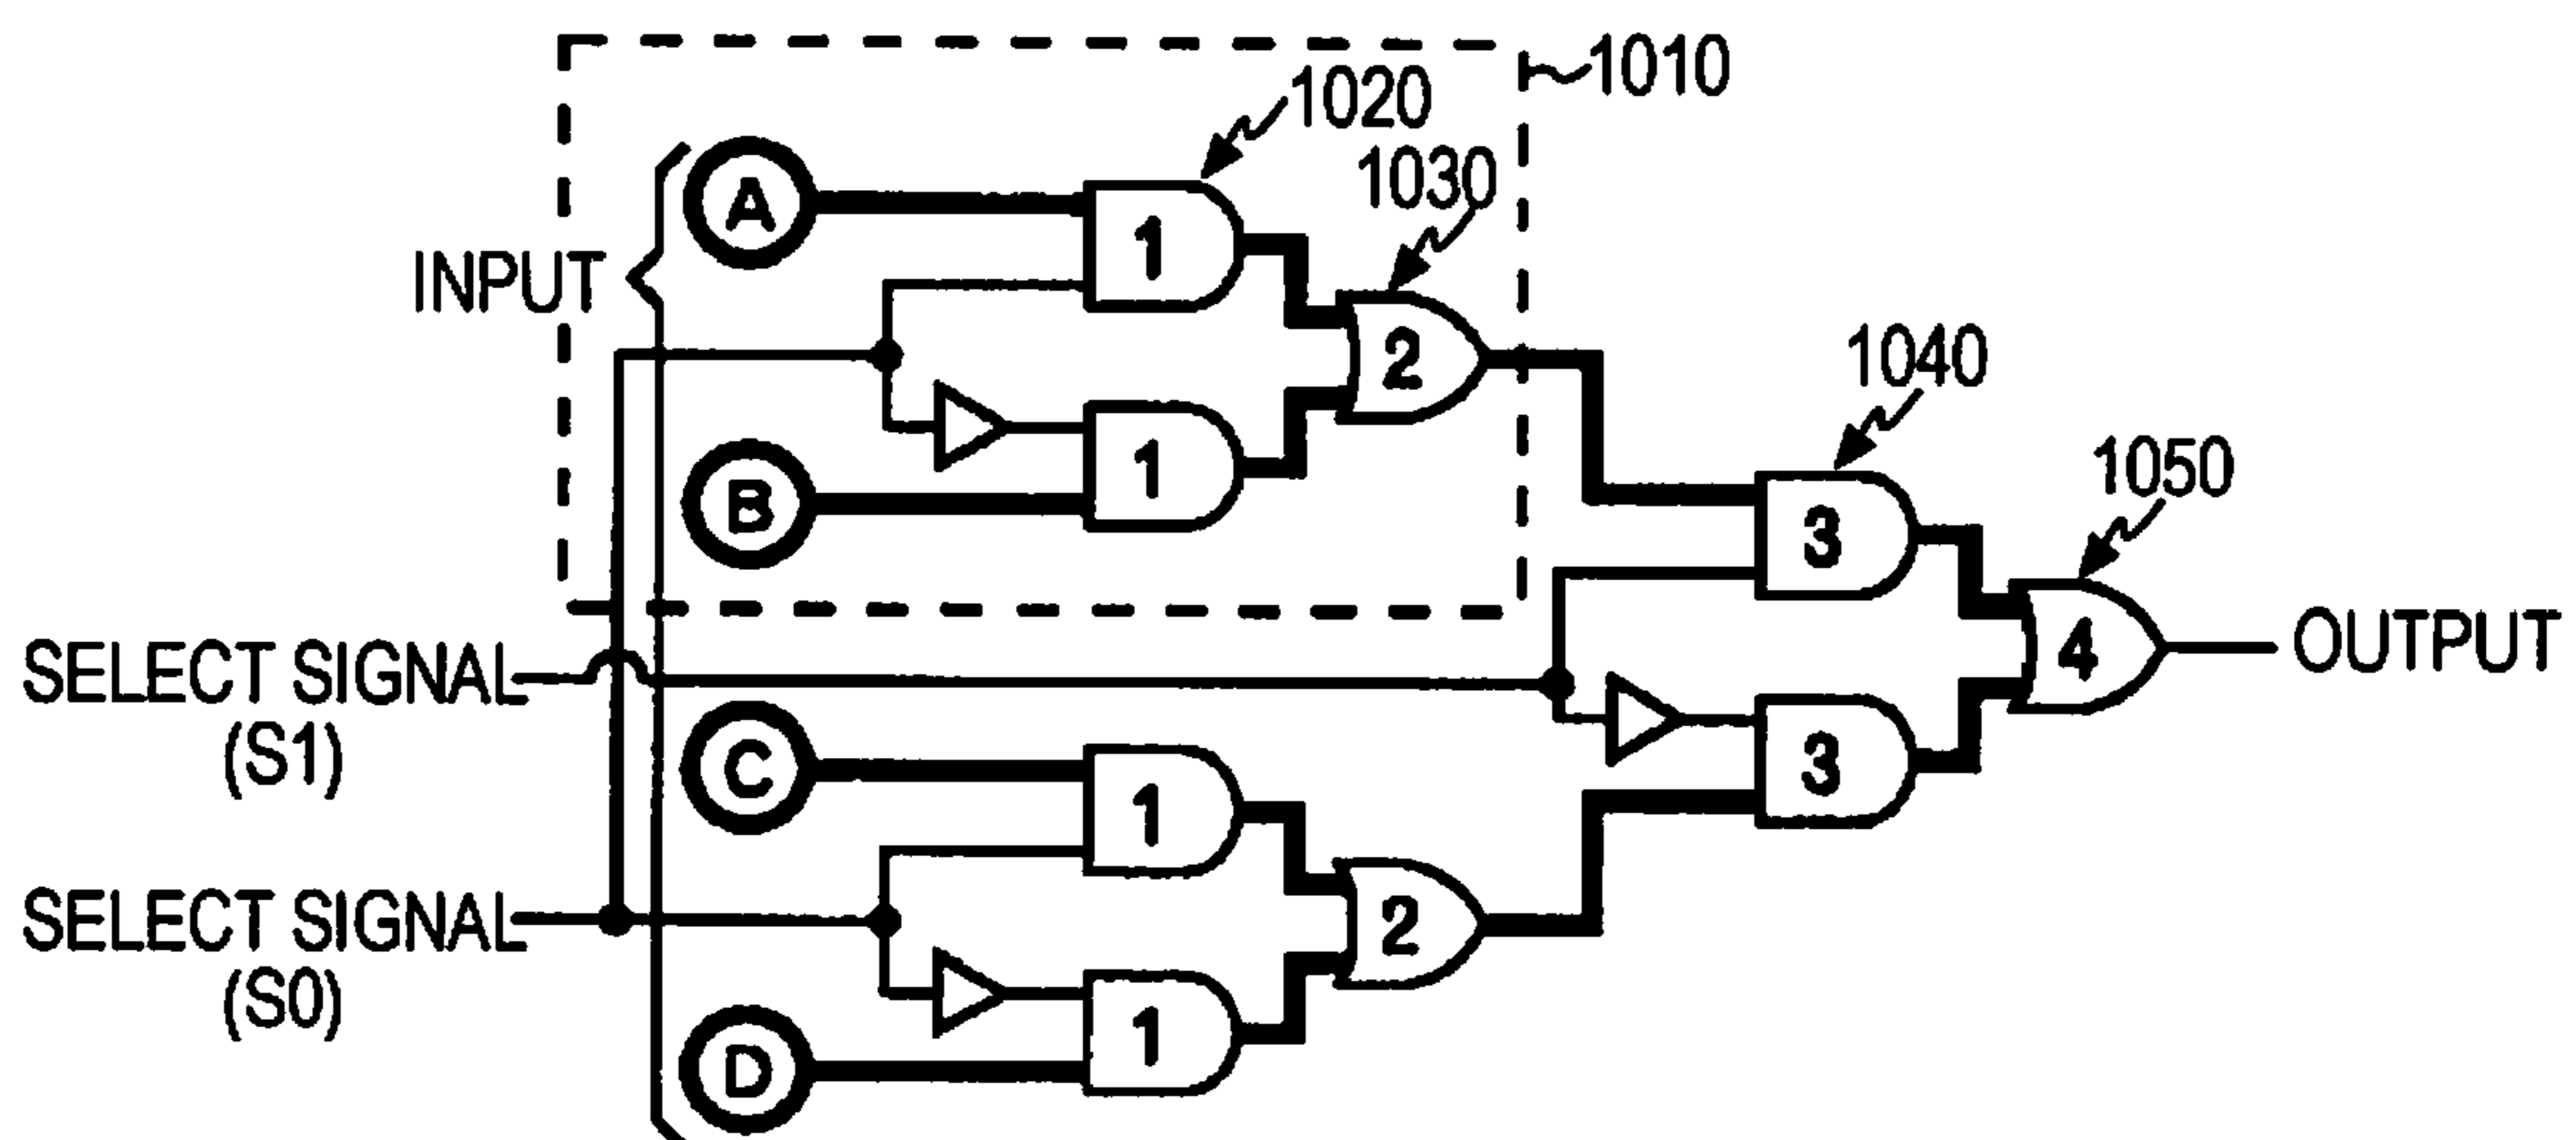 1010
1020
1030
A
1
INPUT
2
1040
1
B
1050
3
SELECT SIGNAL
(S1)
4
OUTPUT
C
1
3
SELECT SIGNAL
(S0)
2
1
D